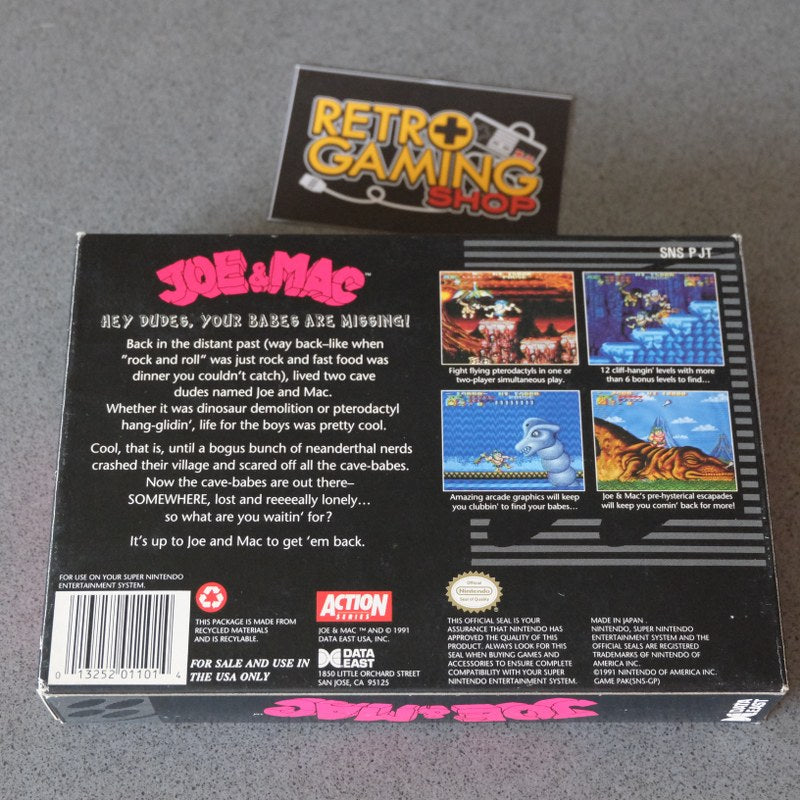 RETRO
GAMING
SHOP
SNS PJT
JOE & MAC™
HEY DUDES, YOUR BABES ARE MISSING!
Back in the distant past (way back–like when
"rock and roll" was just rock and fast food was
dinner you couldn't catch), lived two cave
dudes named Joe and Mac.
Whether it was dinosaur demolition or pterodactyl
hang-glidin', life for the boys was pretty cool.
Cool, that is, until a bogus bunch of neanderthal nerds
crashed their village and scared off all the cave-babes.
Now the cave-babes are out there–
SOMEWHERE, lost and reeeeally lonely...
so what are you waitin' for?
It's up to Joe and Mac to get 'em back.
Fight flying pterodactyls in one or
two-player simultaneous play.
12 cliff-hangin' levels with more
than 6 bonus levels to find...
Amazing arcade graphics will keep
you clubbin' to find your babes...
Joe & Mac's pre-hysterical escapades
will keep you comin' back for more!
FOR USE ON YOUR SUPER NINTENDO
ENTERTAINMENT SYSTEM.
0 13252 01101 4
THIS PACKAGE IS MADE FROM
RECYCLED MATERIALS
AND IS RECYCLABLE.
FOR SALE AND USE IN
THE USA ONLY
ACTION
SERIES
JOE & MAC ™ AND © 1991
DATA EAST USA, INC.
DATA
EAST
1850 LITTLE ORCHARD STREET
SAN JOSE, CA 95125
Official
Nintendo
Seal of Quality
THIS OFFICIAL SEAL IS YOUR
ASSURANCE THAT NINTENDO HAS
APPROVED THE QUALITY OF THIS
PRODUCT. ALWAYS LOOK FOR THIS
SEAL WHEN BUYING GAMES AND
ACCESSORIES TO ENSURE COMPLETE
COMPATIBILITY WITH YOUR SUPER
NINTENDO ENTERTAINMENT SYSTEM.
MADE IN JAPAN
NINTENDO, SUPER NINTENDO
ENTERTAINMENT SYSTEM AND THE
OFFICIAL SEALS ARE REGISTERED
TRADEMARKS OF NINTENDO OF
AMERICA INC.
©1991 NINTENDO OF AMERICA INC.
GAME PAK(SNS-GP)
JOE & MAC™
DATA
EAST